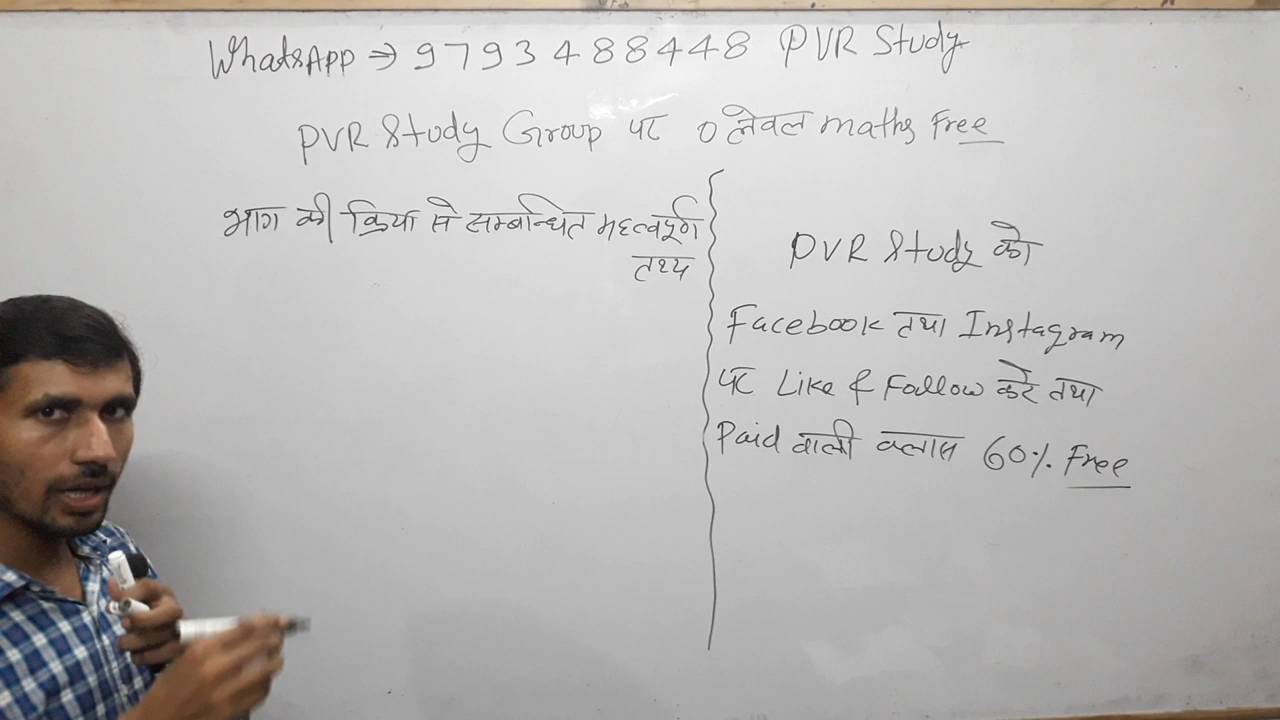 WhatsApp ⇒ 9793488448 PVR Study
PVR Study Group पर 0 लेवल maths Free
भाग की क्रिया से सम्बन्धित महत्वपूर्ण
तथ्य
PVR Study को
Facebook तथा Instagram
पर Like & Follow करे तथा
Paid वाली क्लास 60% Free